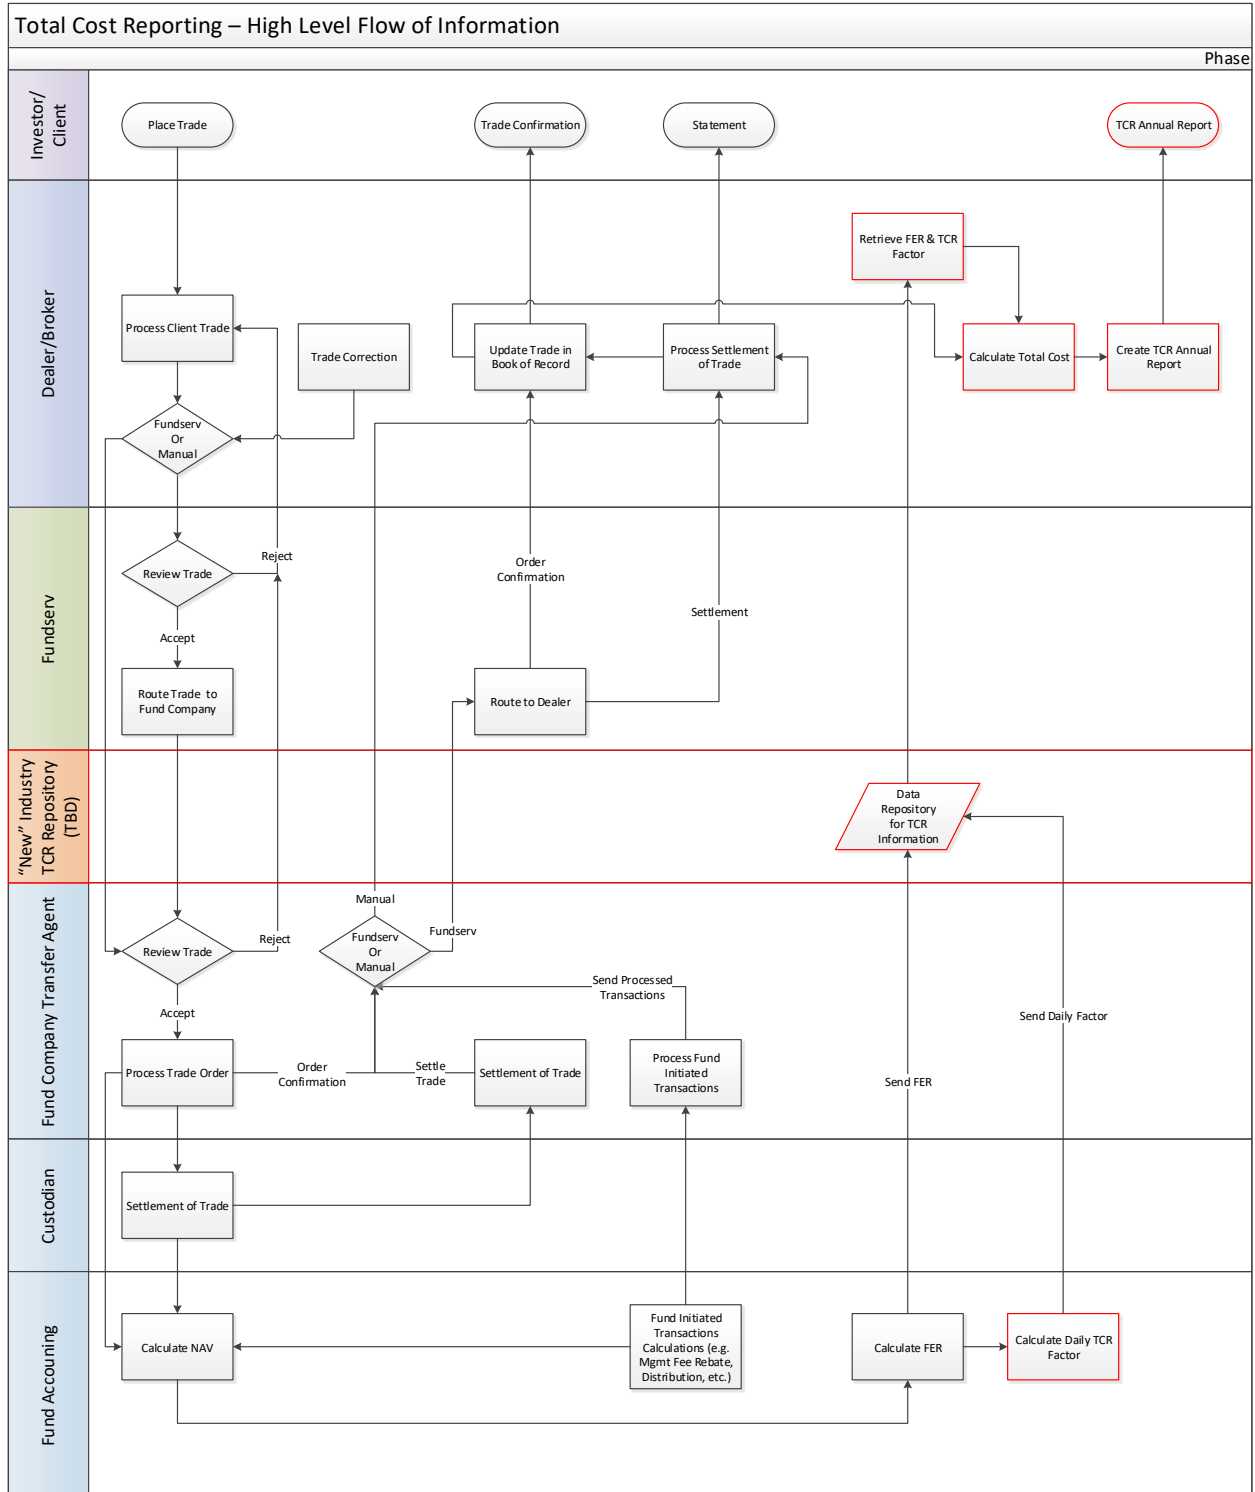 Total Cost Reporting – High Level Flow of Information
Phase
Investor/
Client
Place Trade
Trade Confirmation
Statement
TCR Annual Report
Dealer/Broker
Retrieve FER & TCR
Factor
Process Client Trade
Trade Correction
Update Trade in
Book of Record
Process Settlement
of Trade
Calculate Total Cost
Create TCR Annual
Report
Fundserv
Or
Manual
Fundserv
Review Trade
Reject
Order
Confirmation
Settlement
Accept
Route Trade to
Fund Company
Route to Dealer
“New” Industry
TCR Repository
(TBD)
Data
Repository
for TCR
Information
Fund Company Transfer Agent
Manual
Review Trade
Reject
Fundserv
Or
Manual
Fundserv
Send Processed
Transactions
Accept
Send Daily Factor
Process Trade Order
Order
Confirmation
Settle
Trade
Settlement of Trade
Process Fund
Initiated
Transactions
Send FER
Custodian
Settlement of Trade
Fund Accouning
Calculate NAV
Fund Initiated
Transactions
Calculations (e.g.
Mgmt Fee Rebate,
Distribution, etc.)
Calculate FER
Calculate Daily TCR
Factor